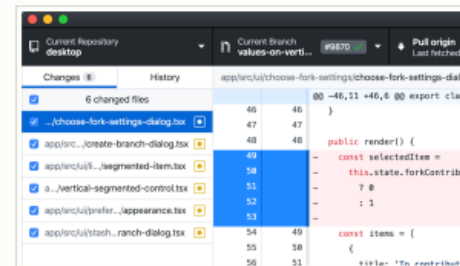 Current Repository
desktop
Current Branch
values-on-verti...
#9870
Pull origin
Last fetched
Changes 6
History
app/src/ui/choose-fork-settings/choose-fork-settings-dial
6 changed files
.../choose-fork-settings-dialog.tsx
app/src.../create-branch-dialog.tsx
app/src/ui/li.../segmented-item.tsx
a.../vertical-segmented-control.tsx
app/src/ui/prefer.../appearance.tsx
app/src/ui/stash...ranch-dialog.tsx
@@ -46,11 +46,6 @@ export cla
46 46 }
47 47
48 48 public render() {
49 - const selectedItem =
50 - this.state.forkContrib
51 - ? 0
52 - : 1
53 -
54 49 const items = [
55 50 {
56 51 title: 'To contribut